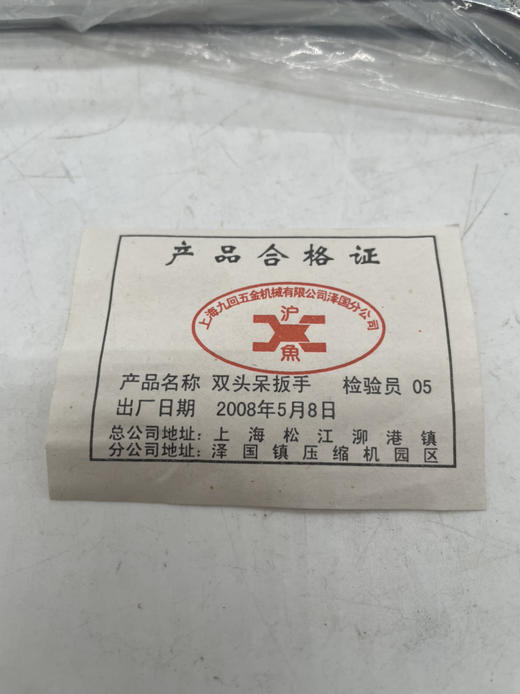 产品合格证
上海九回五金机械有限公司泽国分公司
沪
魚
产品名称 双头呆扳手 检验员 05
出厂日期 2008年5月8日
总公司地址：上海松江泖港镇
分公司地址：泽国镇压缩机园区